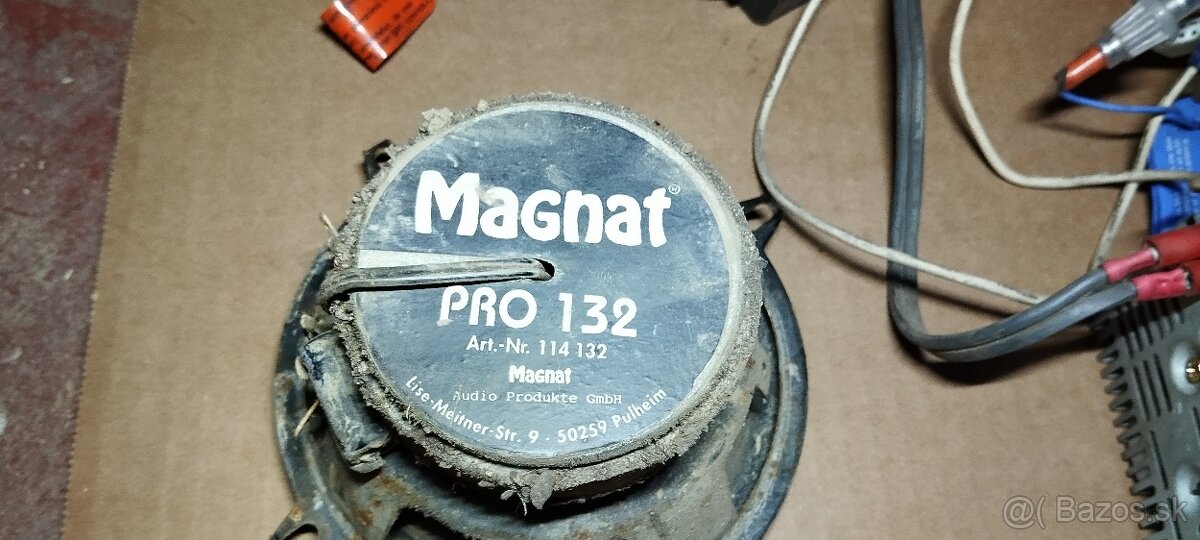 Magnat®
PRO 132
Art.-Nr. 114 132
Magnat
Audio Produkte GmbH
Lise-Meitner-Str. 9 · 50259 Pulheim
@( Bazos.sk